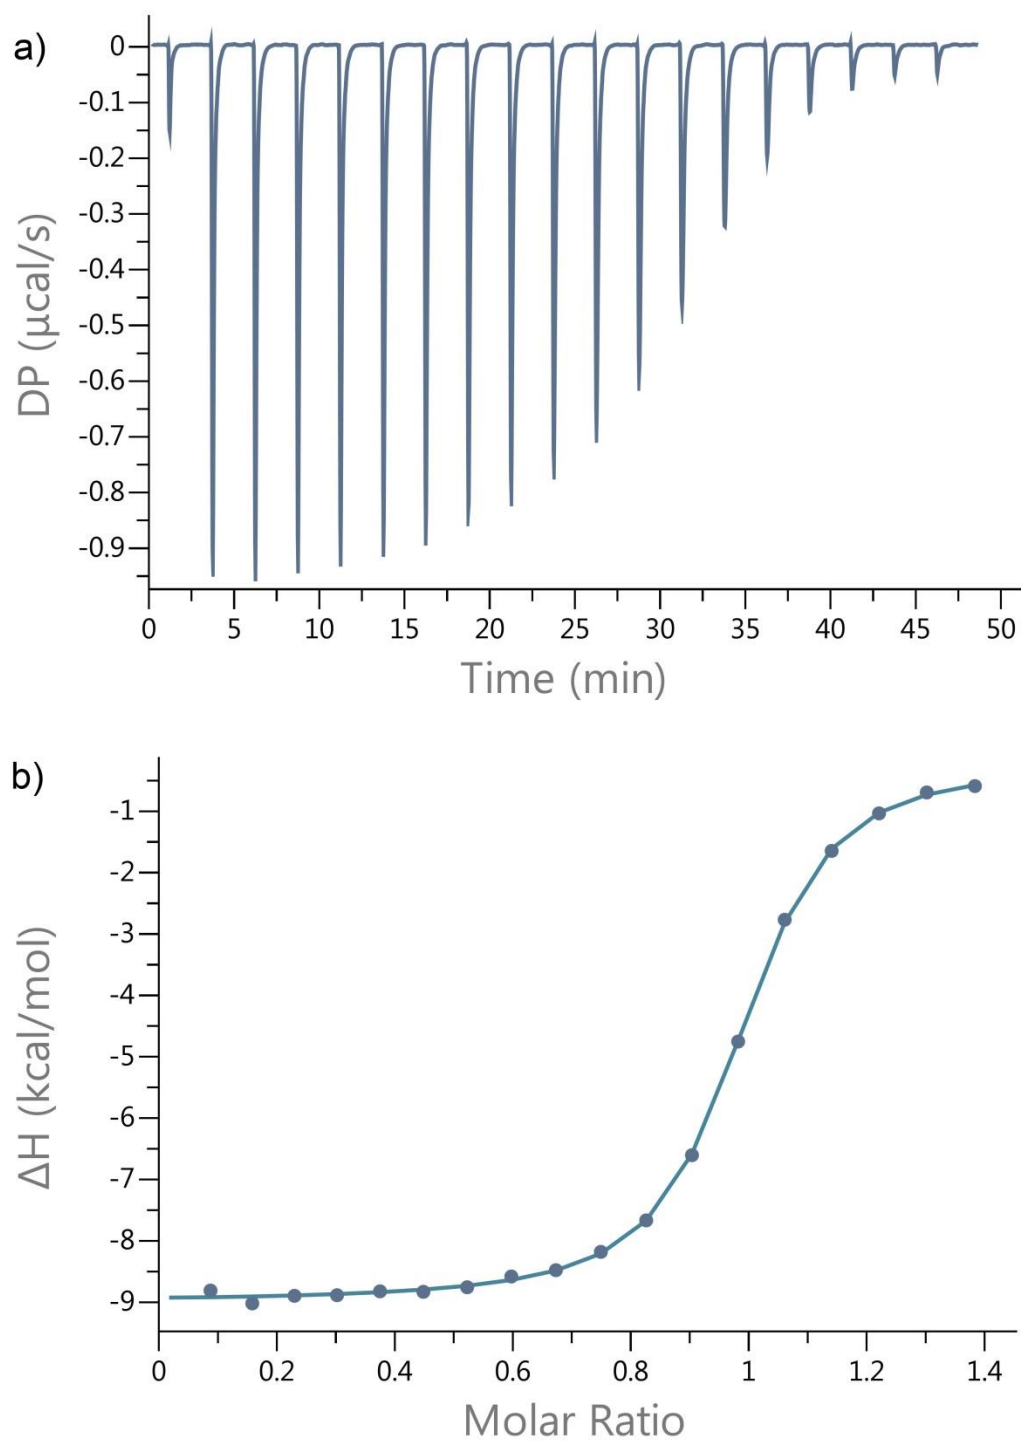 a)
DP (µcal/s)
0
-0.1
-0.2
-0.3
-0.4
-0.5
-0.6
-0.7
-0.8
-0.9
0 5 10 15 20 25 30 35 40 45 50
Time (min)
b)
ΔH (kcal/mol)
-1
-2
-3
-4
-5
-6
-7
-8
-9
0 0.2 0.4 0.6 0.8 1 1.2 1.4
Molar Ratio